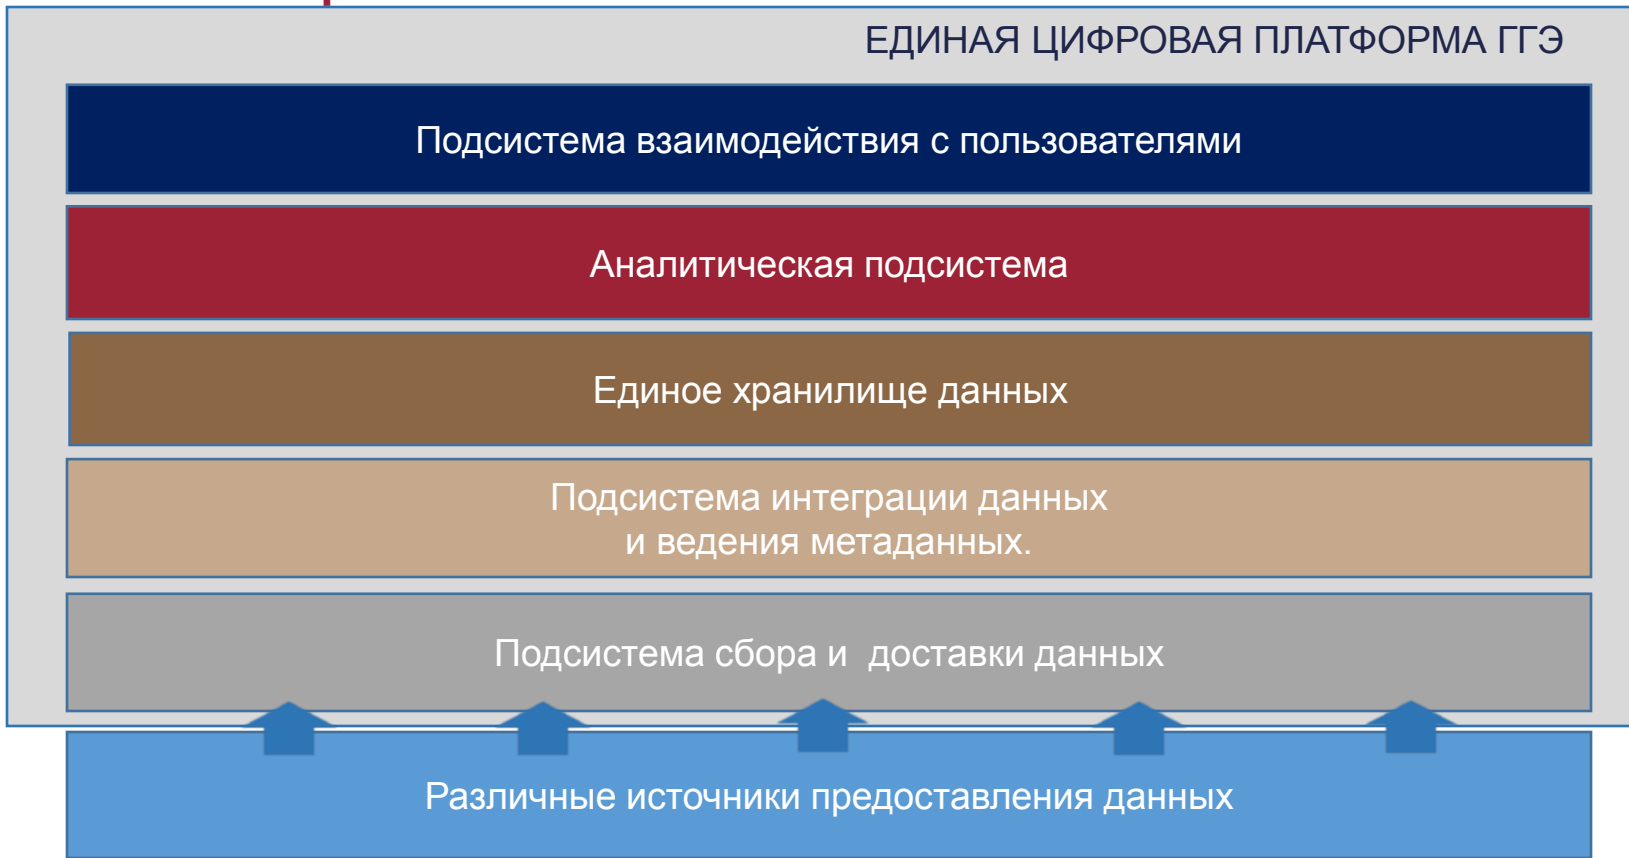 ЕДИНАЯ ЦИФРОВАЯ ПЛАТФОРМА ГГЭ
Подсистема взаимодействия с пользователями
Аналитическая подсистема
Единое хранилище данных
Подсистема интеграции данных
и ведения метаданных.
Подсистема сбора и доставки данных
Различные источники предоставления данных